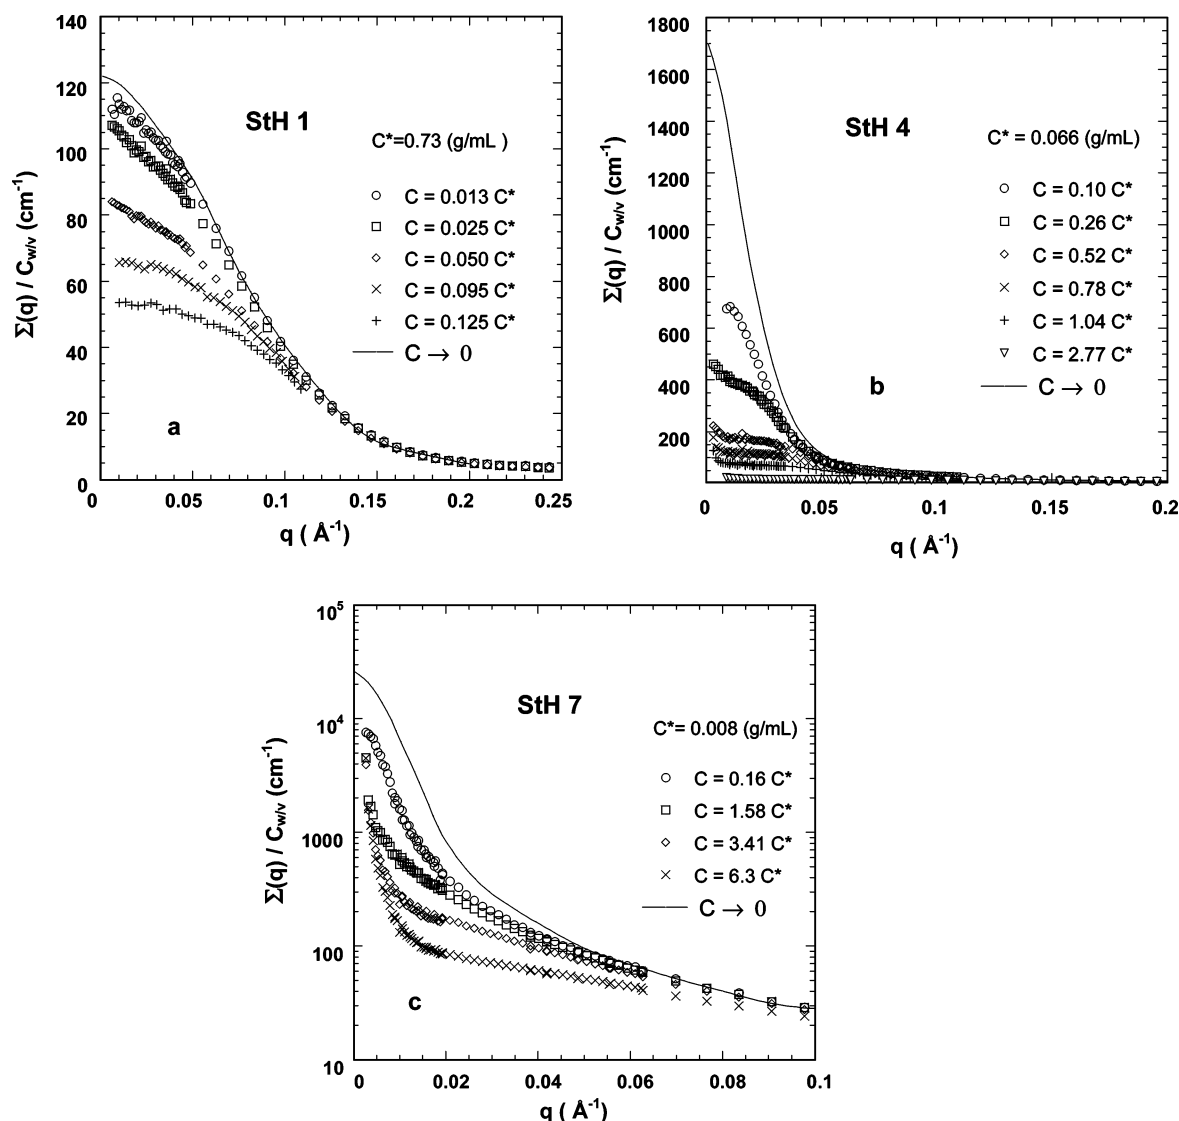 140
120
100
80
60
40
20
0
Σ(q) / C_w/v (cm⁻¹)
StH 1
C*=0.73 (g/mL )
C = 0.013 C*
C = 0.025 C*
C = 0.050 C*
C = 0.095 C*
C = 0.125 C*
C → 0
a
0 0.05 0.1 0.15 0.2 0.25
q ( Å⁻¹)
1800
1600
1400
1200
1000
800
600
400
200
Σ(q) / C_w/v (cm⁻¹)
StH 4
C* = 0.066 (g/mL)
C = 0.10 C*
C = 0.26 C*
C = 0.52 C*
C = 0.78 C*
C = 1.04 C*
C = 2.77 C*
C → 0
b
0 0.05 0.1 0.15 0.2
q ( Å⁻¹)
10⁵
10⁴
1000
100
10
Σ(q) / C_w/v (cm⁻¹)
StH 7
C*= 0.008 (g/mL)
C = 0.16 C*
C = 1.58 C*
C = 3.41 C*
C = 6.3 C*
C → 0
c
0 0.02 0.04 0.06 0.08 0.1
q (Å⁻¹)